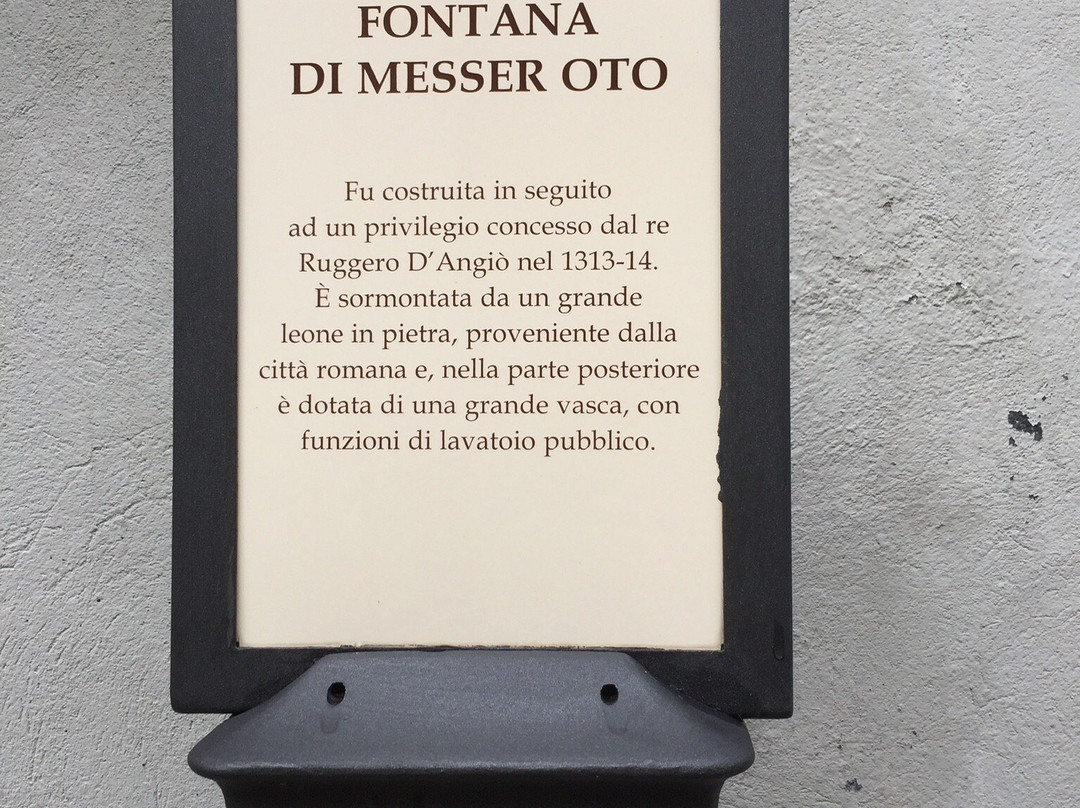 FONTANA
DI MESSER OTO
Fu costruita in seguito
ad un privilegio concesso dal re
Ruggero D'Angiò nel 1313-14.
È sormontata da un grande
leone in pietra, proveniente dalla
città romana e, nella parte posteriore
è dotata di una grande vasca, con
funzioni di lavatoio pubblico.